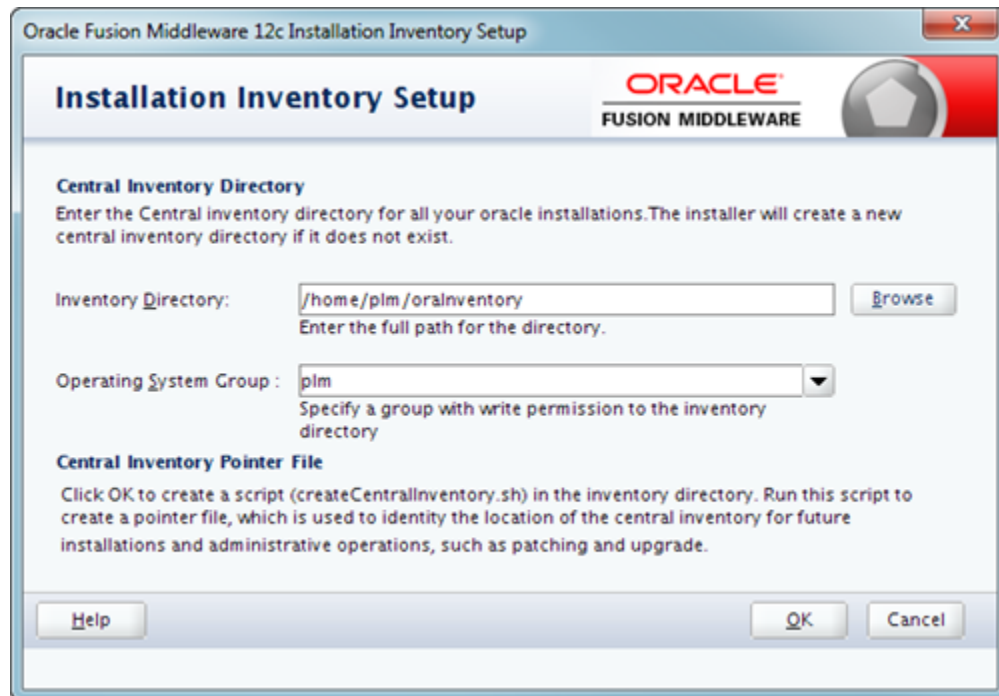 Oracle Fusion Middleware 12c Installation Inventory Setup
Installation Inventory Setup
ORACLE
FUSION MIDDLEWARE
Central Inventory Directory
Enter the Central inventory directory for all your oracle installations.The installer will create a new
central inventory directory if it does not exist.
Inventory Directory: /home/plm/oraInventory Browse
Enter the full path for the directory.
Operating System Group : plm
Specify a group with write permission to the inventory
directory
Central Inventory Pointer File
Click OK to create a script (createCentralInventory.sh) in the inventory directory. Run this script to
create a pointer file, which is used to identity the location of the central inventory for future
installations and administrative operations, such as patching and upgrade.
Help OK Cancel